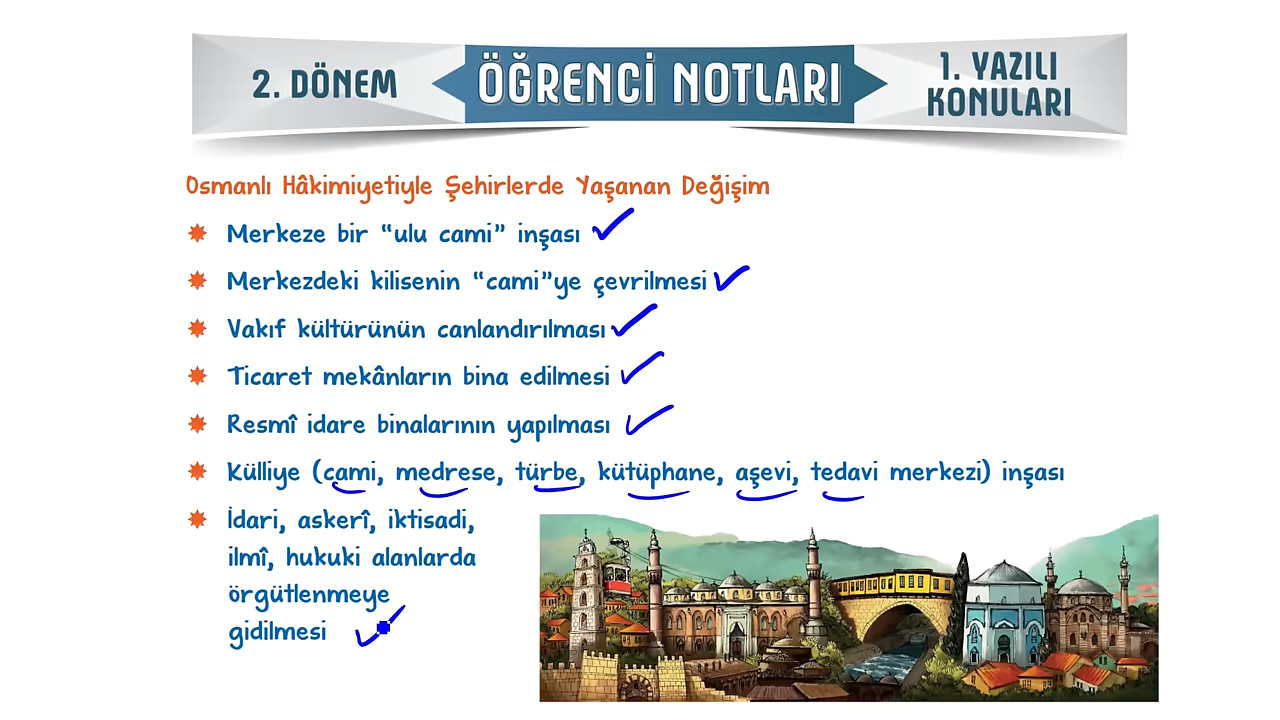 2. DÖNEM
ÖĞRENCİ NOTLARI
1. YAZILI
KONULARI
Osmanlı Hâkimiyetiyle Şehirlerde Yaşanan Değişim
Merkeze bir “ulu cami” inşası
Merkezdeki kilisenin “cami”ye çevrilmesi
Vakıf kültürünün canlandırılması
Ticaret mekânların bina edilmesi
Resmî idare binalarının yapılması
Külliye (cami, medrese, türbe, kütüphane, aşevi, tedavi merkezi) inşası
İdari, askerî, iktisadi,
ilmî, hukuki alanlarda
örgütlenmeye
gidilmesi